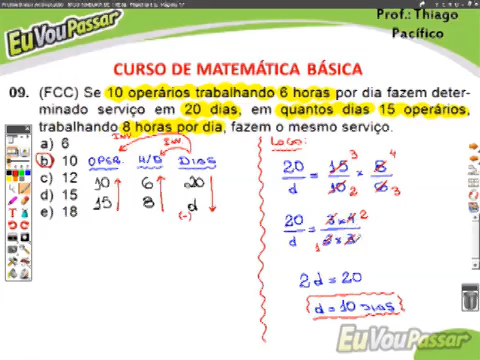 EuVouPassar
Prof.: Thiago
Pacífico
CURSO DE MATEMÁTICA BÁSICA
09. (FCC) Se 10 operários trabalhando 6 horas por dia fazem deter-
minado serviço em 20 dias, em quantos dias 15 operários,
trabalhando 8 horas por dia, fazem o mesmo serviço.
a) 6
b) 10
c) 12
d) 15
e) 18
INV
INV
OPER. H/D DIAS
10 6 20
15 8 d
(-)
LOGO:
20/d = 15/10 × 8/6
3 4
2 3
20/d = 3 × 4 / 2 × 3
2
1
2d = 20
d = 10 DIAS
EuVouPassar